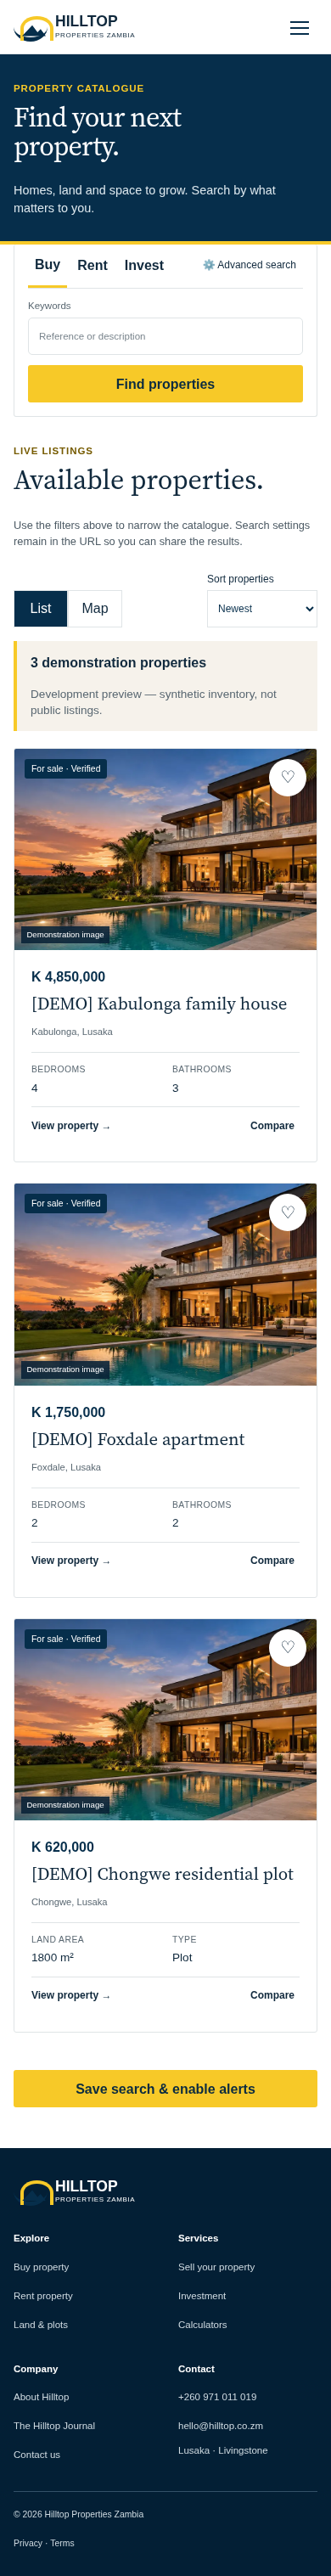 HILLTOP
PROPERTIES ZAMBIA
PROPERTY CATALOGUE
Find your next
property.
Homes, land and space to grow. Search by what
matters to you.
Buy Rent Invest ⚙️ Advanced search
Keywords
Reference or description
Find properties
LIVE LISTINGS
Available properties.
Use the filters above to narrow the catalogue. Search settings
remain in the URL so you can share the results.
Sort properties
List Map Newest
3 demonstration properties
Development preview — synthetic inventory, not
public listings.
For sale · Verified ♡
Demonstration image
K 4,850,000
[DEMO] Kabulonga family house
Kabulonga, Lusaka
BEDROOMS BATHROOMS
4 3
View property → Compare
For sale · Verified ♡
Demonstration image
K 1,750,000
[DEMO] Foxdale apartment
Foxdale, Lusaka
BEDROOMS BATHROOMS
2 2
View property → Compare
For sale · Verified ♡
Demonstration image
K 620,000
[DEMO] Chongwe residential plot
Chongwe, Lusaka
LAND AREA TYPE
1800 m² Plot
View property → Compare
Save search & enable alerts
HILLTOP
PROPERTIES ZAMBIA
Explore Services
Buy property Sell your property
Rent property Investment
Land & plots Calculators
Company Contact
About Hilltop +260 971 011 019
The Hilltop Journal hello@hilltop.co.zm
Contact us Lusaka · Livingstone
© 2026 Hilltop Properties Zambia
Privacy · Terms